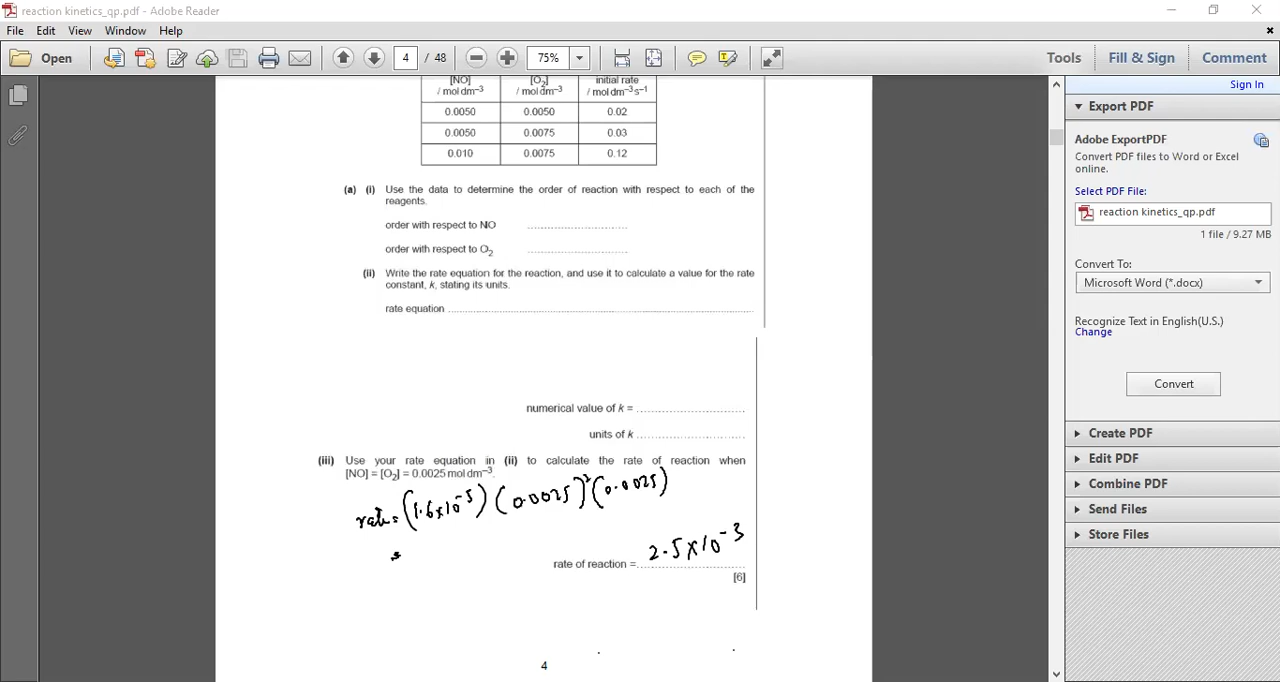 reaction kinetics_qp.pdf - Adobe Reader
File Edit View Window Help
Open 4 / 48 75% Tools Fill & Sign Comment
Sign In
[NO] [O2] initial rate
/ mol dm−3 / mol dm−3 / mol dm−3 s−1
0.0050 0.0050 0.02
0.0050 0.0075 0.03
0.010 0.0075 0.12
(a) (i) Use the data to determine the order of reaction with respect to each of the
reagents.
order with respect to NO ..............................
order with respect to O2 ..............................
(ii) Write the rate equation for the reaction, and use it to calculate a value for the rate
constant, k, stating its units.
rate equation ..............................
numerical value of k = ..............................
units of k ..............................
(iii) Use your rate equation in (ii) to calculate the rate of reaction when
[NO] = [O2] = 0.0025 mol dm−3.
rate = (1.6x10-5) (0.0025)2 (0.0025)
=
2.5x10-3
rate of reaction = ..............................
[6]
4
Export PDF
Adobe ExportPDF
Convert PDF files to Word or Excel
online.
Select PDF File:
reaction kinetics_qp.pdf
1 file / 9.27 MB
Convert To:
Microsoft Word (*.docx)
Recognize Text in English(U.S.)
Change
Convert
Create PDF
Edit PDF
Combine PDF
Send Files
Store Files